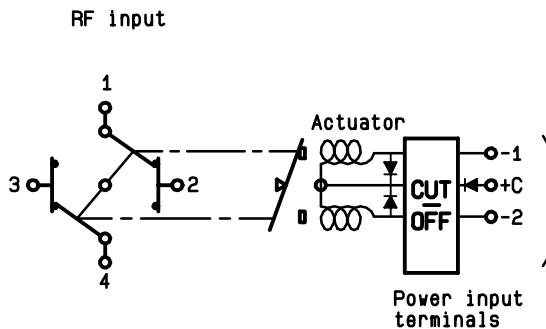 RF input
1
Actuator
-1
3
2
CUT
+C
OFF
-2
4
Power input
terminals